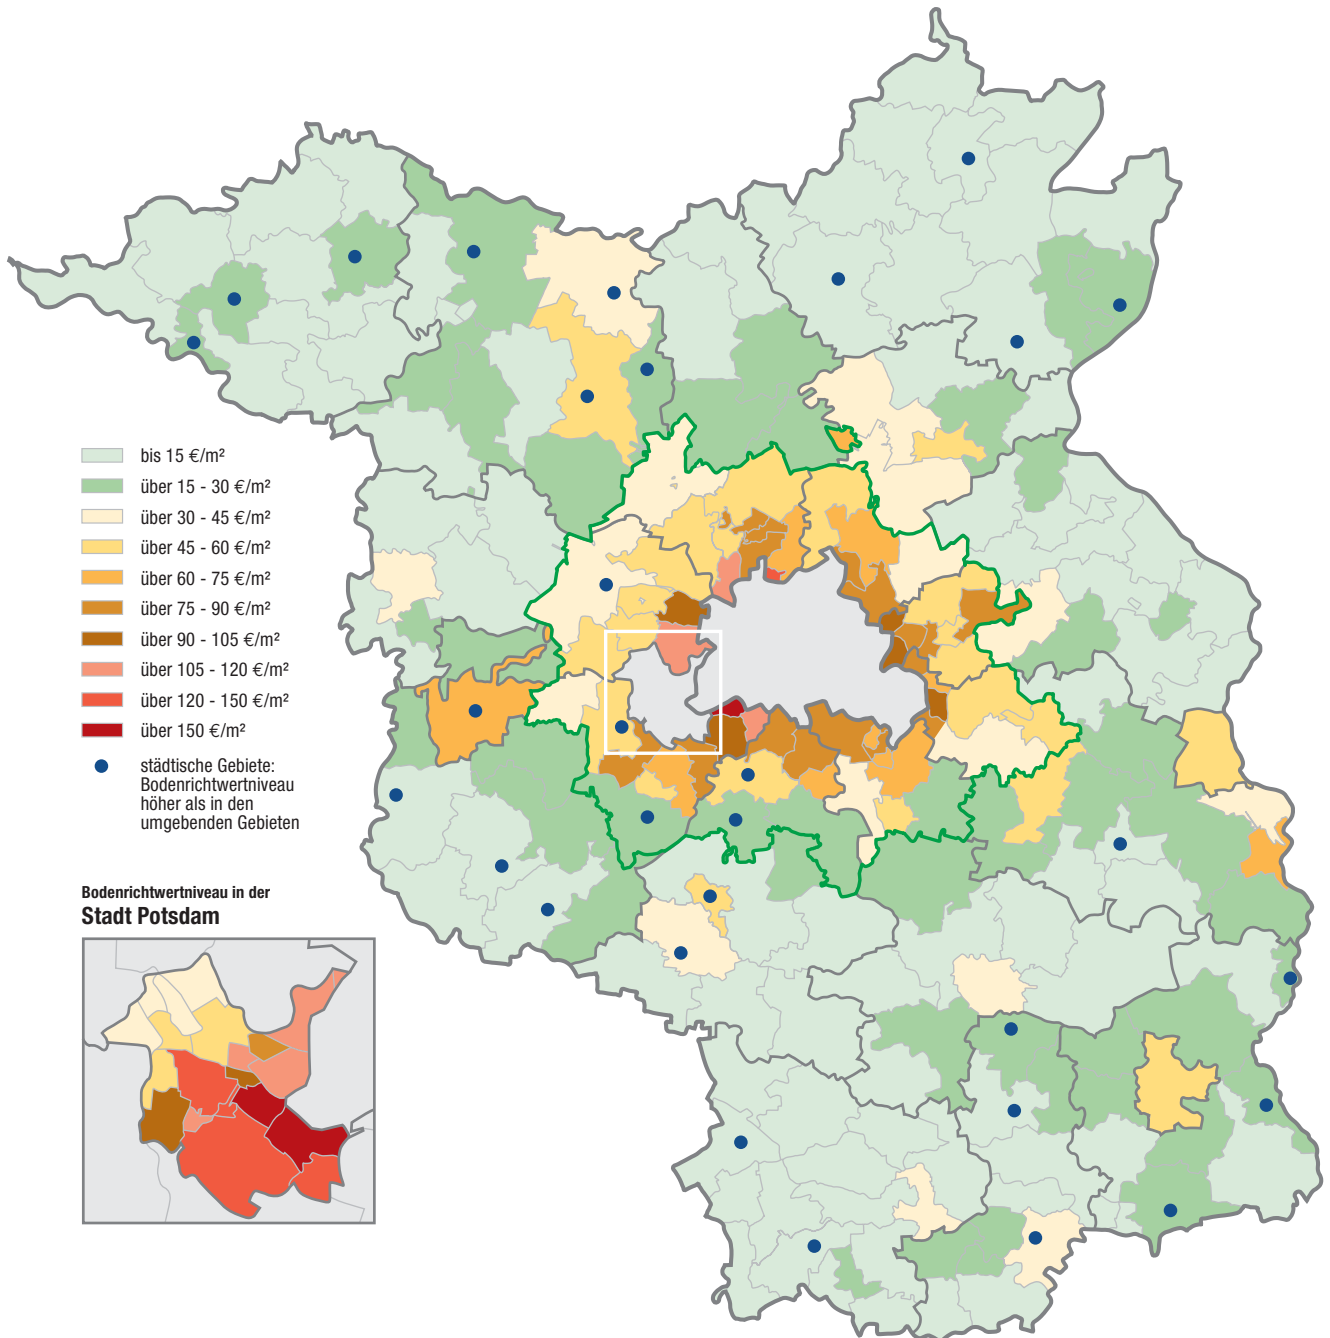 bis 15 €/m²
über 15 - 30 €/m²
über 30 - 45 €/m²
über 45 - 60 €/m²
über 60 - 75 €/m²
über 75 - 90 €/m²
über 90 - 105 €/m²
über 105 - 120 €/m²
über 120 - 150 €/m²
über 150 €/m²
städtische Gebiete:
Bodenrichtwertniveau
höher als in den
umgebenden Gebieten
Bodenrichtwertniveau in der
Stadt Potsdam